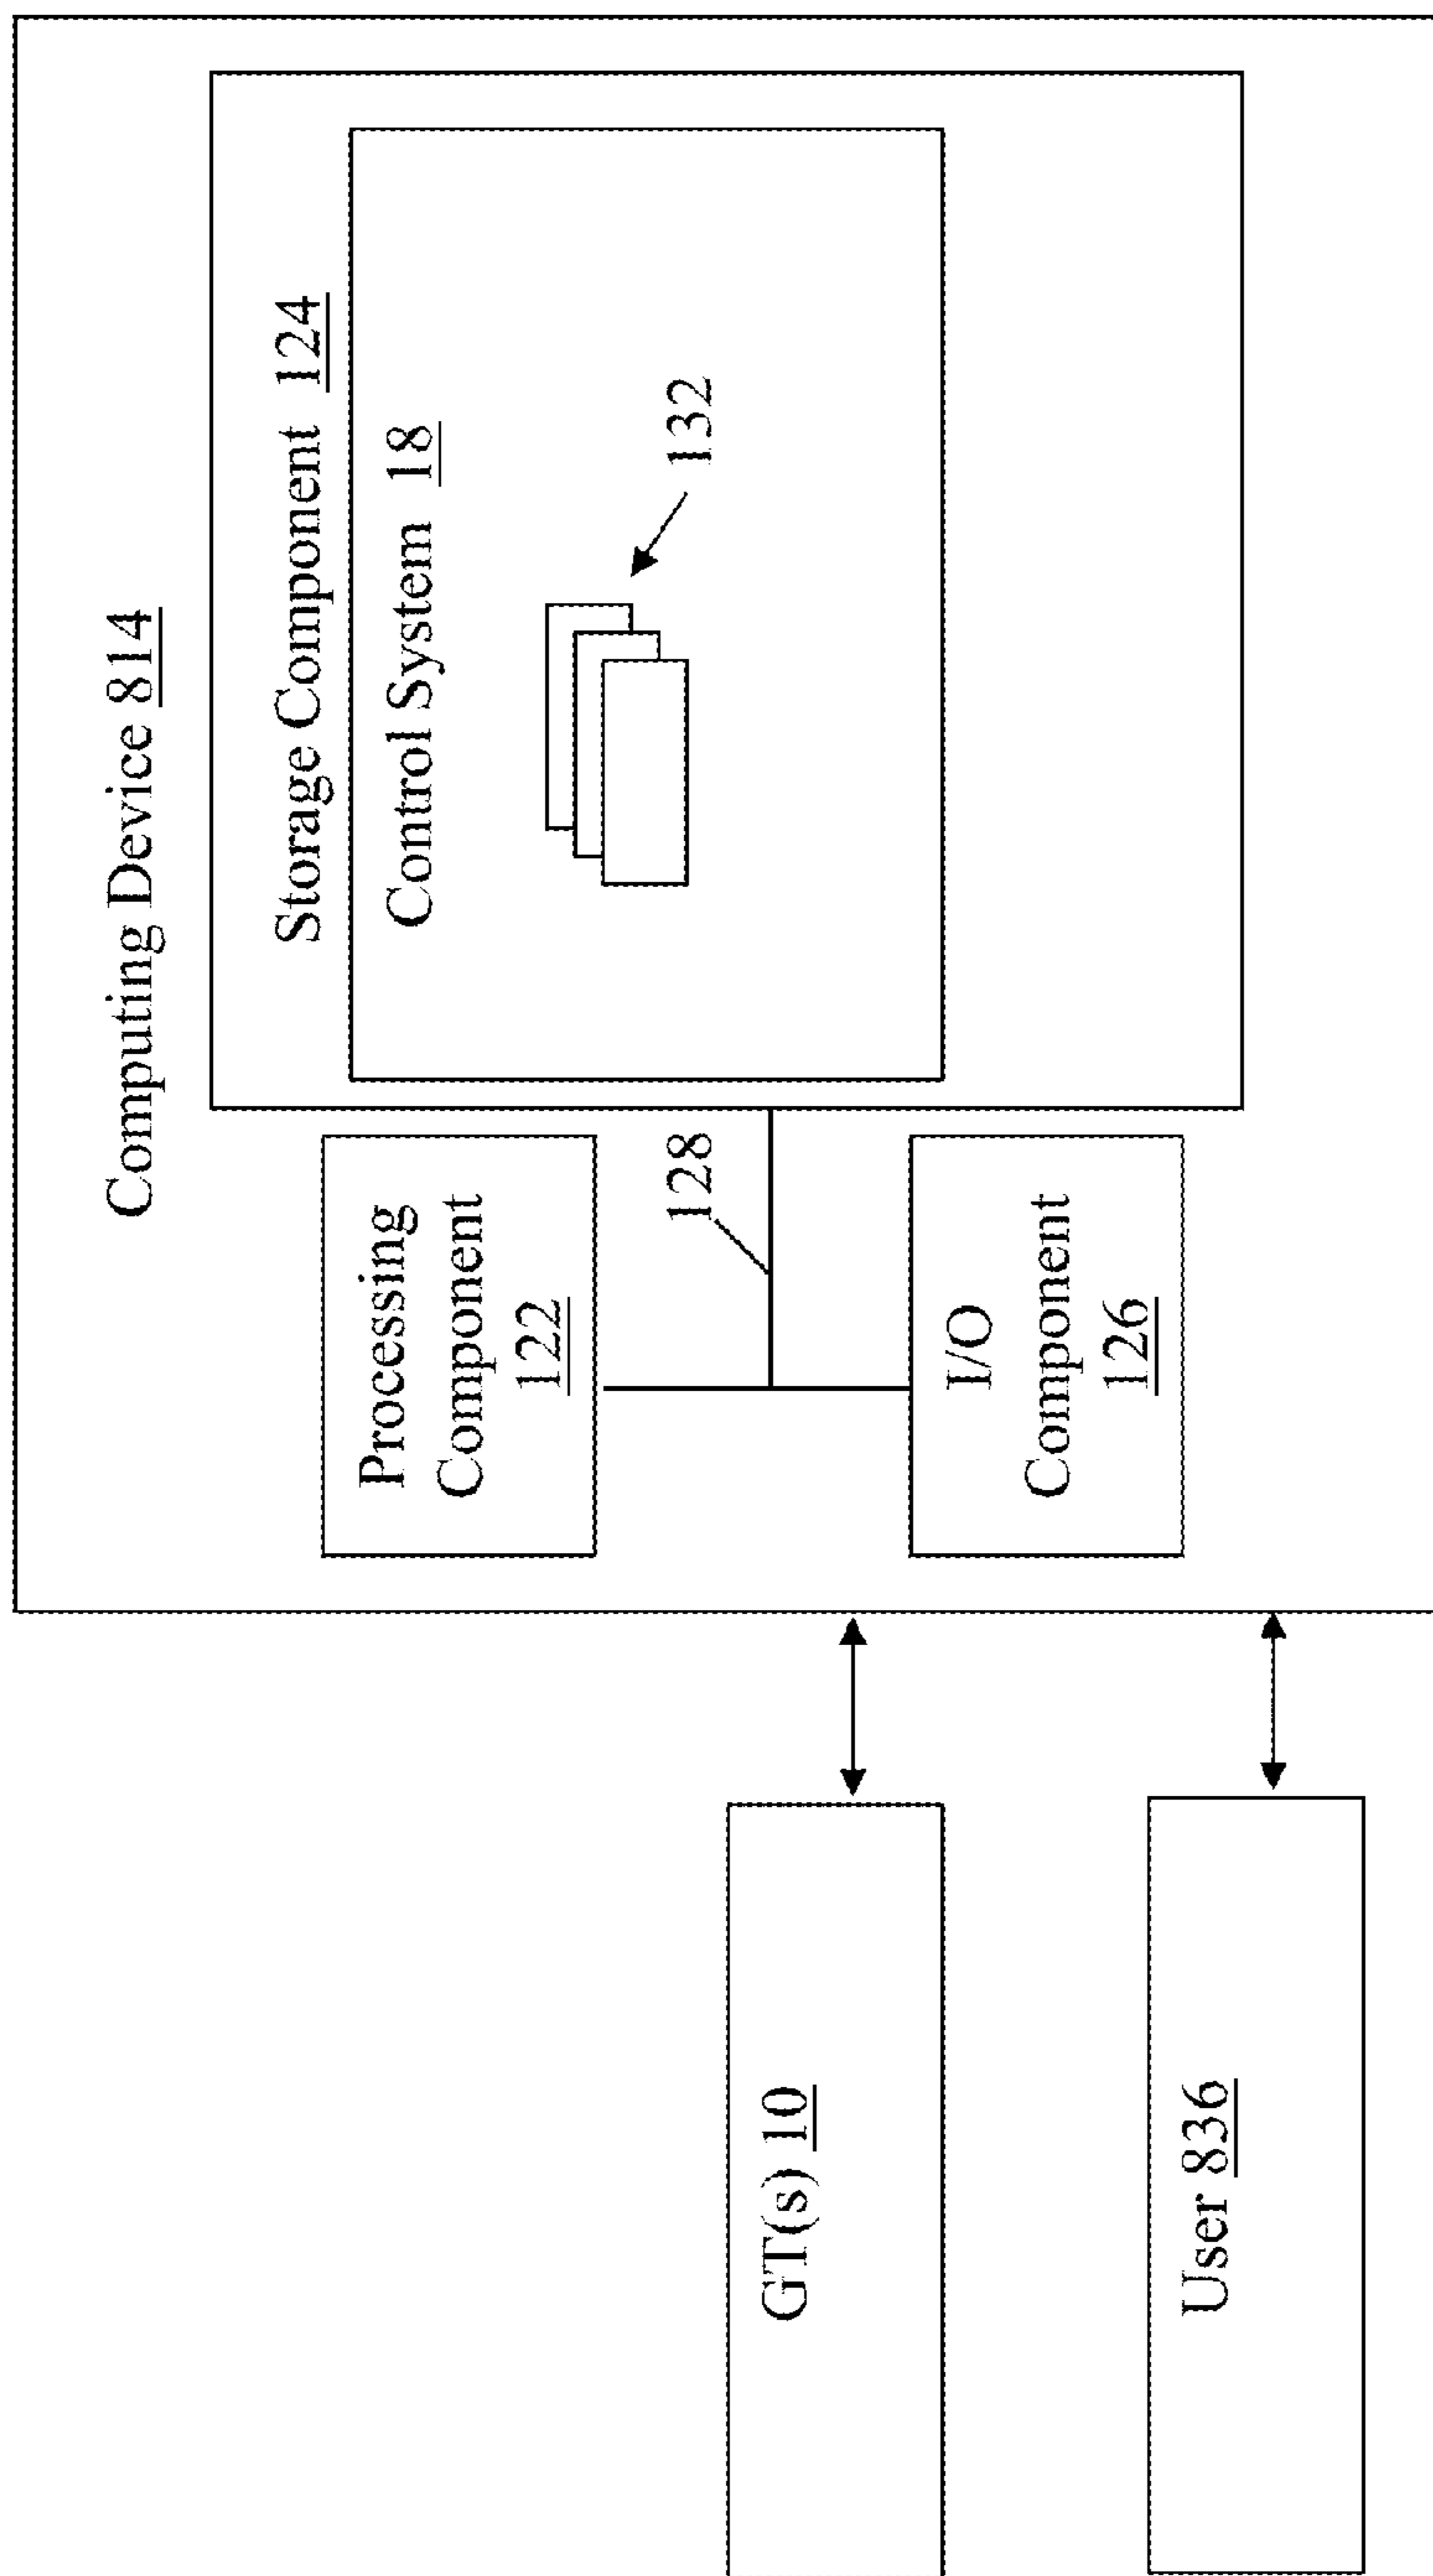 Computing Device 814
Storage Component 124
Control System 18
132
Processing
Component
122
128
I/O
Component
126
GT(s) 10
User 836